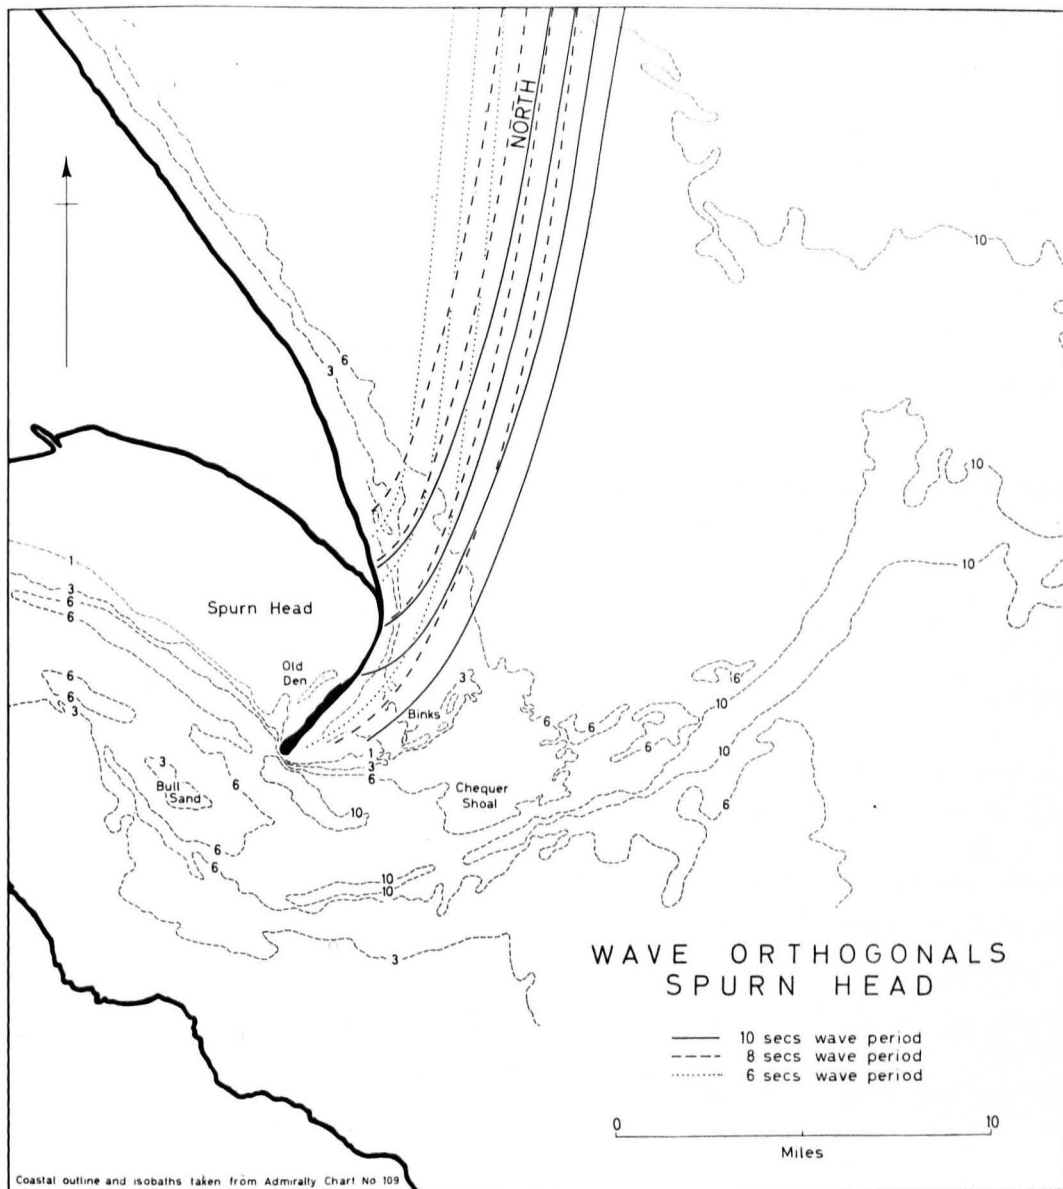 NORTH
10
6
3
10
10
1
3
6
6
Spurn Head
Old
Den
6
6
3
3
Binks
6
6
6
6
10
10
1
3
6
3
Bull
Sand
6
Chequer
Shoal
10
6
6
6
10
10
3
WAVE ORTHOGONALS
SPURN HEAD
10 secs wave period
8 secs wave period
6 secs wave period
0 10
Miles
Coastal outline and isobaths taken from Admiralty Chart No 109